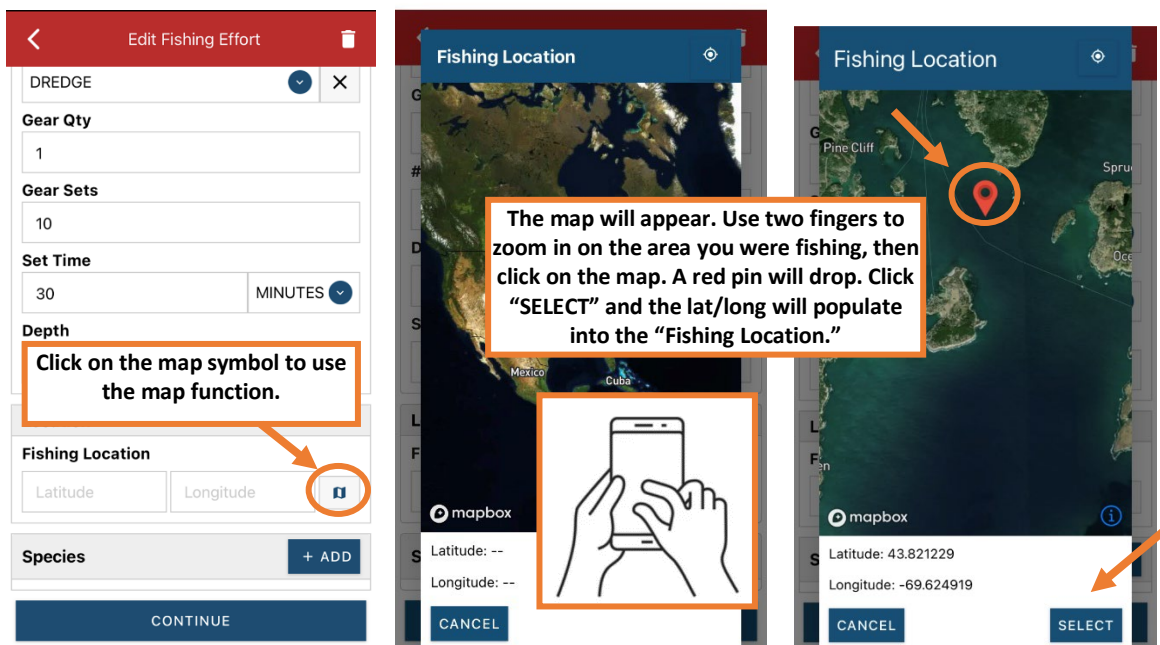 Edit Fishing Effort
DREDGE
Gear Qty
1
Gear Sets
10
Set Time
30
MINUTES
Depth
Click on the map symbol to use
the map function.
Fishing Location
Latitude
Longitude
Species
+ ADD
CONTINUE
Fishing Location
G
#
D
S
L
F
S
The map will appear. Use two fingers to
zoom in on the area you were fishing, then
click on the map. A red pin will drop. Click
“SELECT” and the lat/long will populate
into the “Fishing Location.”
Mexico
Cuba
mapbox
Latitude: --
Longitude: --
CANCEL
Fishing Location
G
Pine Cliff
Spru
Oce
L
F
en
mapbox
S
Latitude: 43.821229
Longitude: -69.624919
CANCEL
SELECT